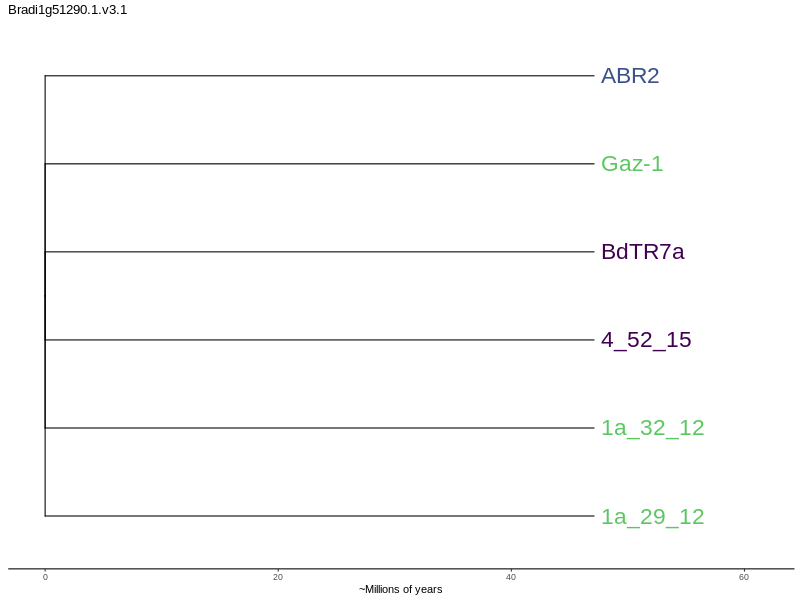 Bradi1g51290.1.v3.1
ABR2
Gaz-1
BdTR7a
4_52_15
1a_32_12
1a_29_12
0 20 40 60
~Millions of years